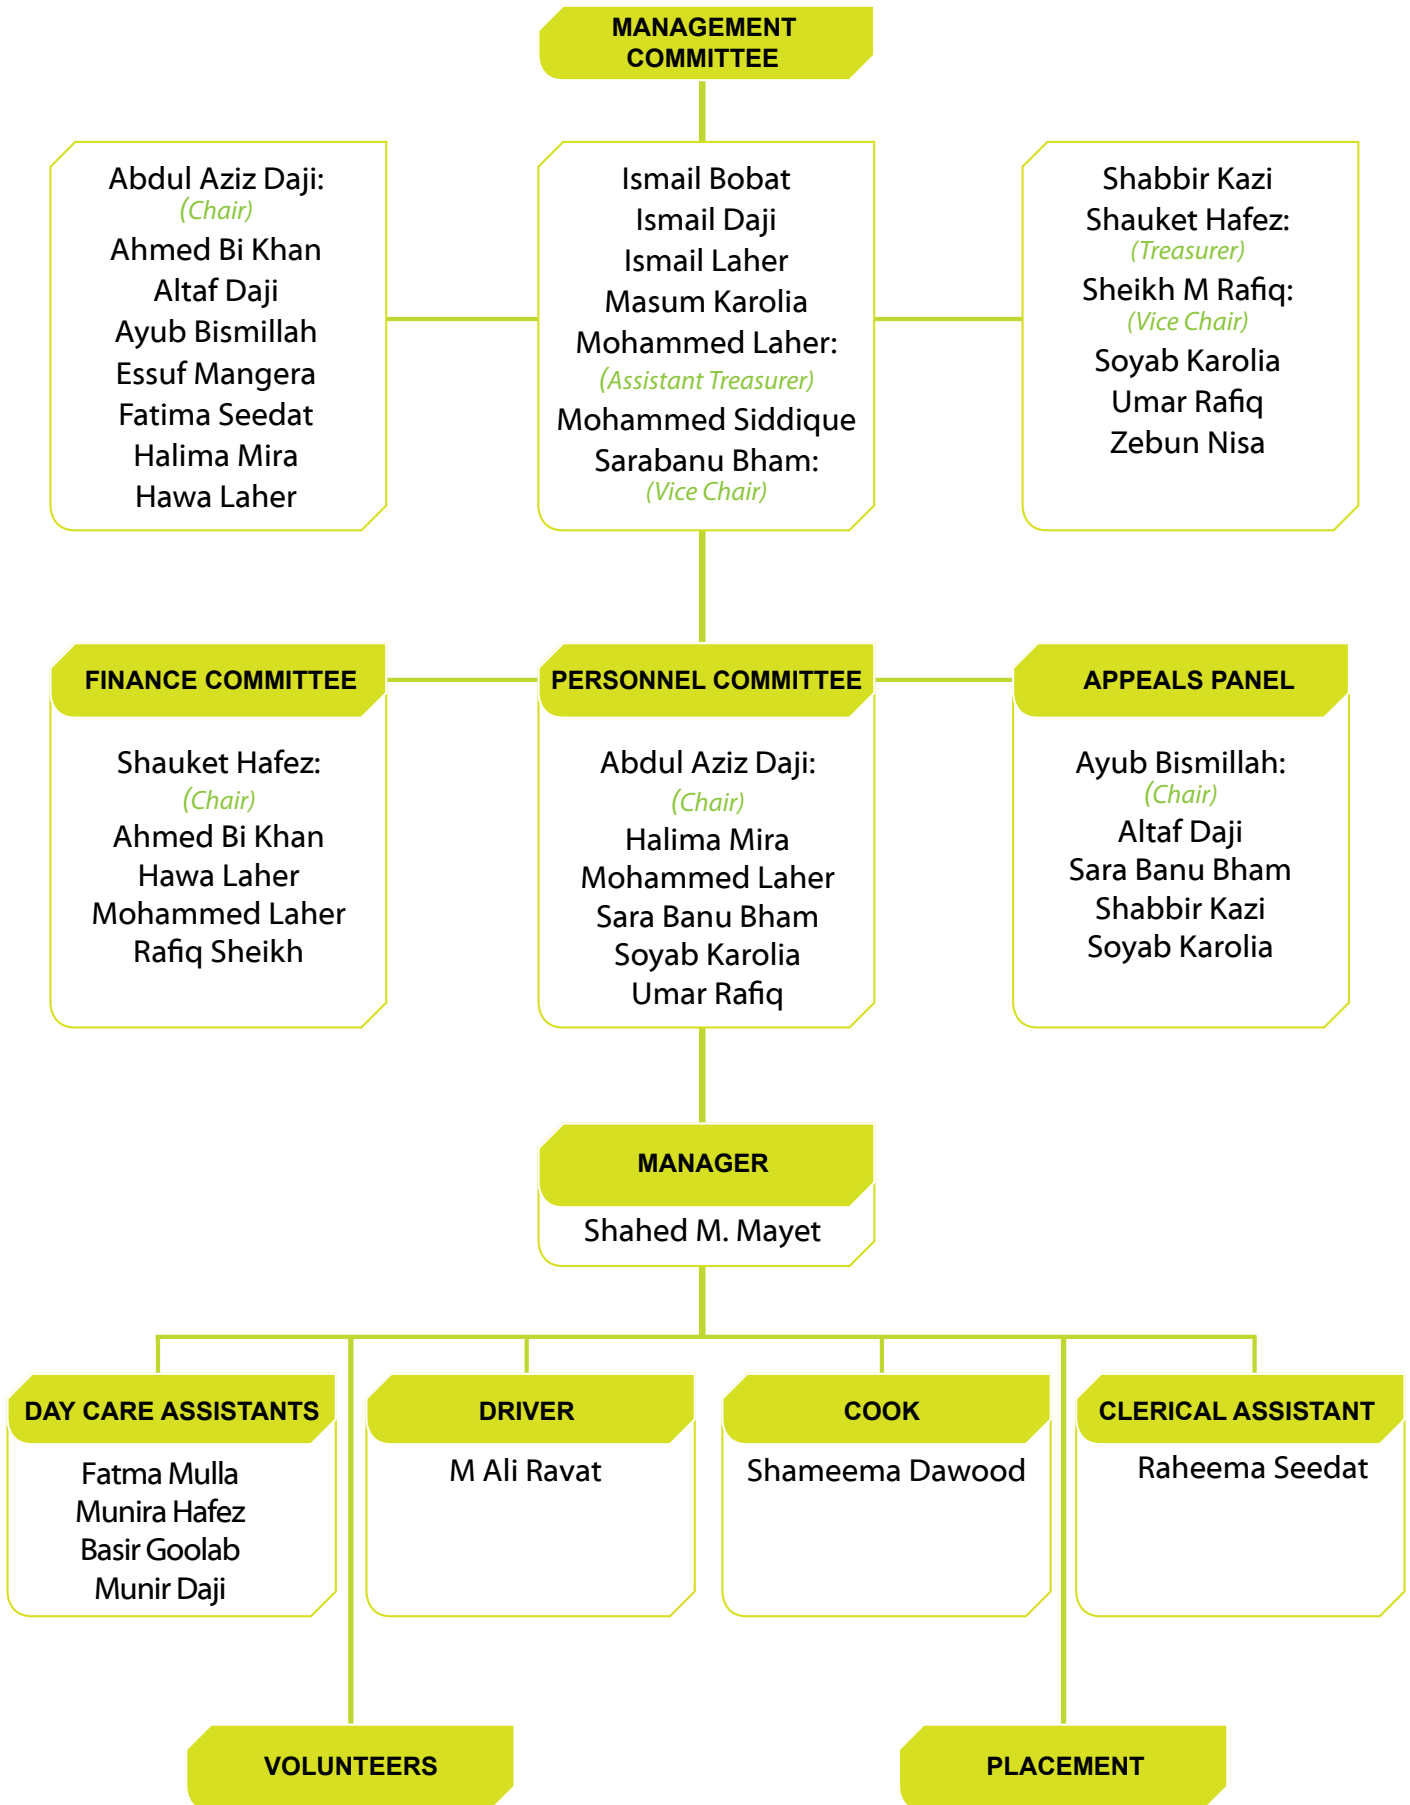 MANAGEMENT
COMMITTEE
Abdul Aziz Daji:
(Chair)
Ahmed Bi Khan
Altaf Daji
Ayub Bismillah
Essuf Mangera
Fatima Seedat
Halima Mira
Hawa Laher
Ismail Bobat
Ismail Daji
Ismail Laher
Masum Karolia
Mohammed Laher:
(Assistant Treasurer)
Mohammed Siddique
Sarabanu Bham:
(Vice Chair)
Shabbir Kazi
Shauket Hafez:
(Treasurer)
Sheikh M Rafiq:
(Vice Chair)
Soyab Karolia
Umar Rafiq
Zebun Nisa
FINANCE COMMITTEE
Shauket Hafez:
(Chair)
Ahmed Bi Khan
Hawa Laher
Mohammed Laher
Rafiq Sheikh
PERSONNEL COMMITTEE
Abdul Aziz Daji:
(Chair)
Halima Mira
Mohammed Laher
Sara Banu Bham
Soyab Karolia
Umar Rafiq
APPEALS PANEL
Ayub Bismillah:
(Chair)
Altaf Daji
Sara Banu Bham
Shabbir Kazi
Soyab Karolia
MANAGER
Shahed M. Mayet
DAY CARE ASSISTANTS
Fatma Mulla
Munira Hafez
Basir Goolab
Munir Daji
DRIVER
M Ali Ravat
COOK
Shameema Dawood
CLERICAL ASSISTANT
Raheema Seedat
VOLUNTEERS
PLACEMENT